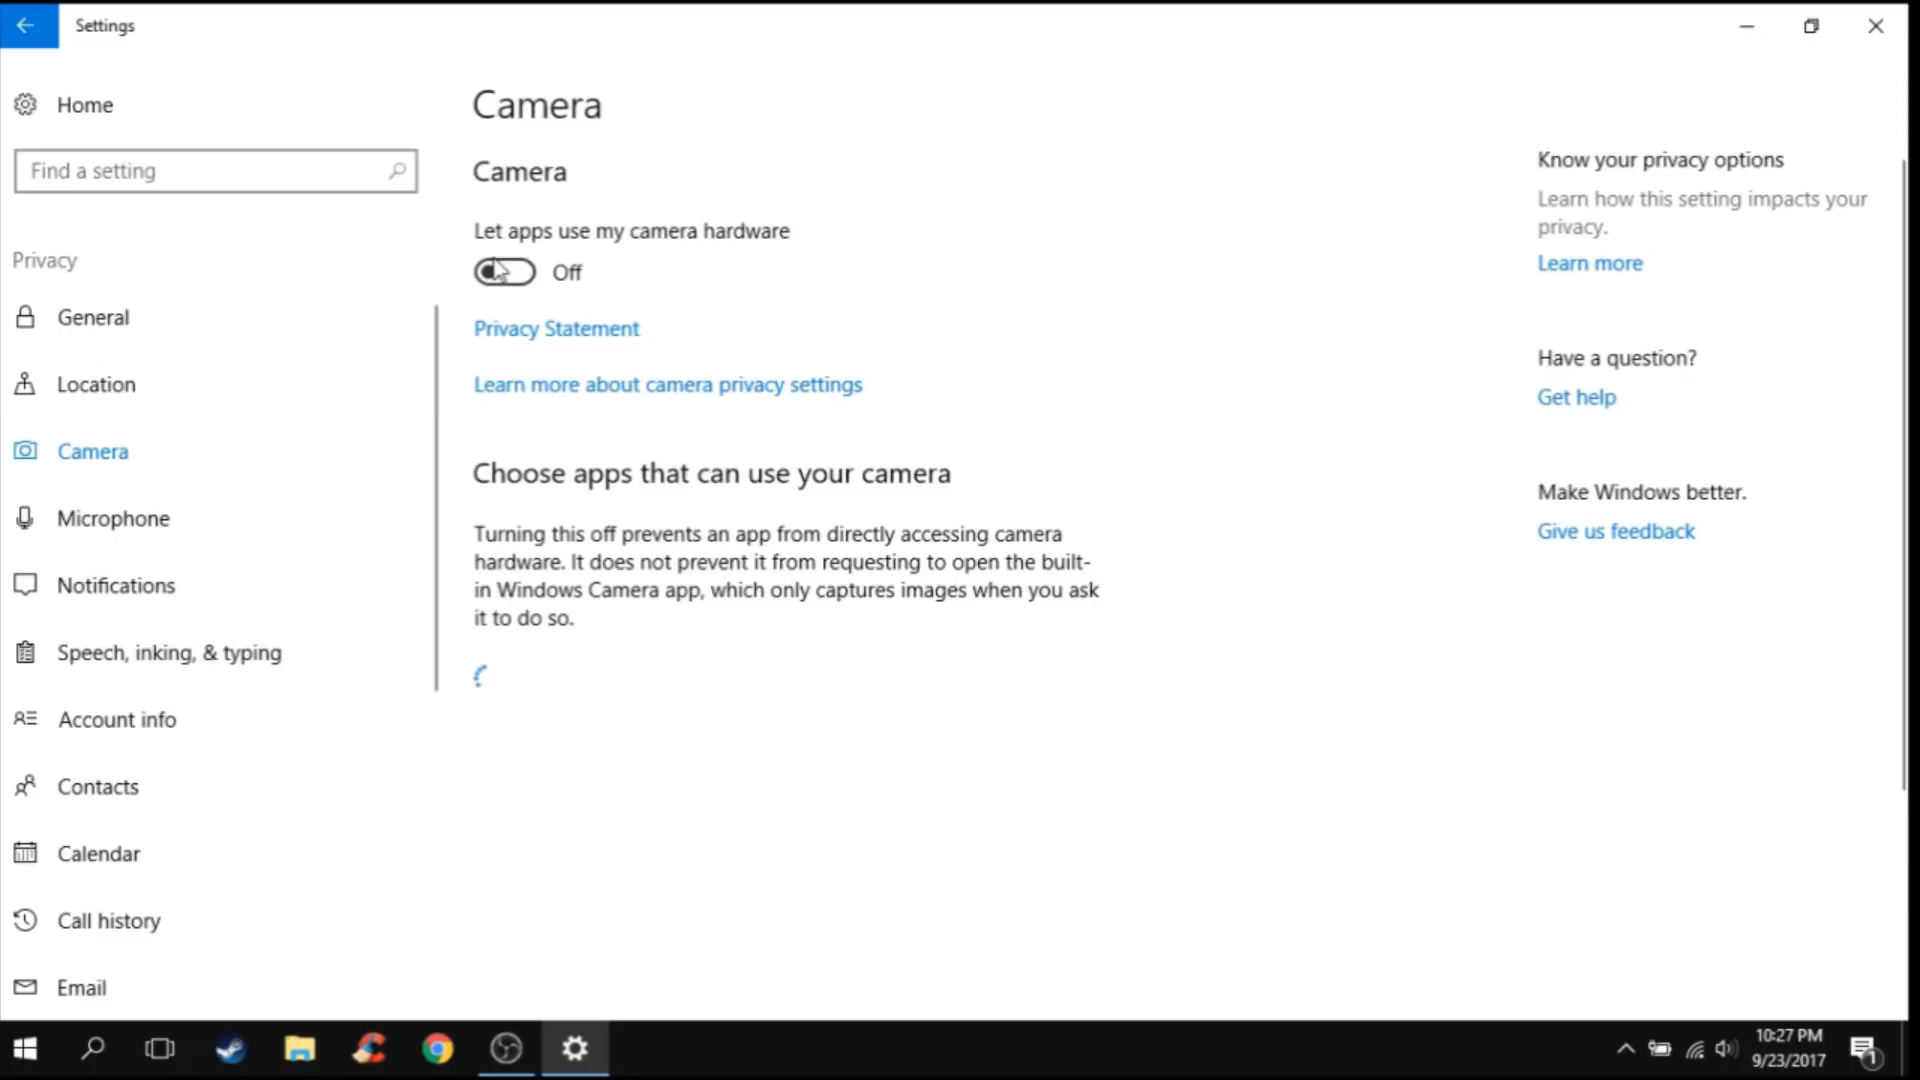 Settings
Home
Find a setting
Privacy
General
Location
Camera
Microphone
Notifications
Speech, inking, & typing
Account info
Contacts
Calendar
Call history
Email
Camera
Camera
Let apps use my camera hardware
Off
Privacy Statement
Learn more about camera privacy settings
Choose apps that can use your camera
Turning this off prevents an app from directly accessing camera
hardware. It does not prevent it from requesting to open the built-
in Windows Camera app, which only captures images when you ask
it to do so.
Know your privacy options
Learn how this setting impacts your
privacy.
Learn more
Have a question?
Get help
Make Windows better.
Give us feedback
10:27 PM
9/23/2017
1